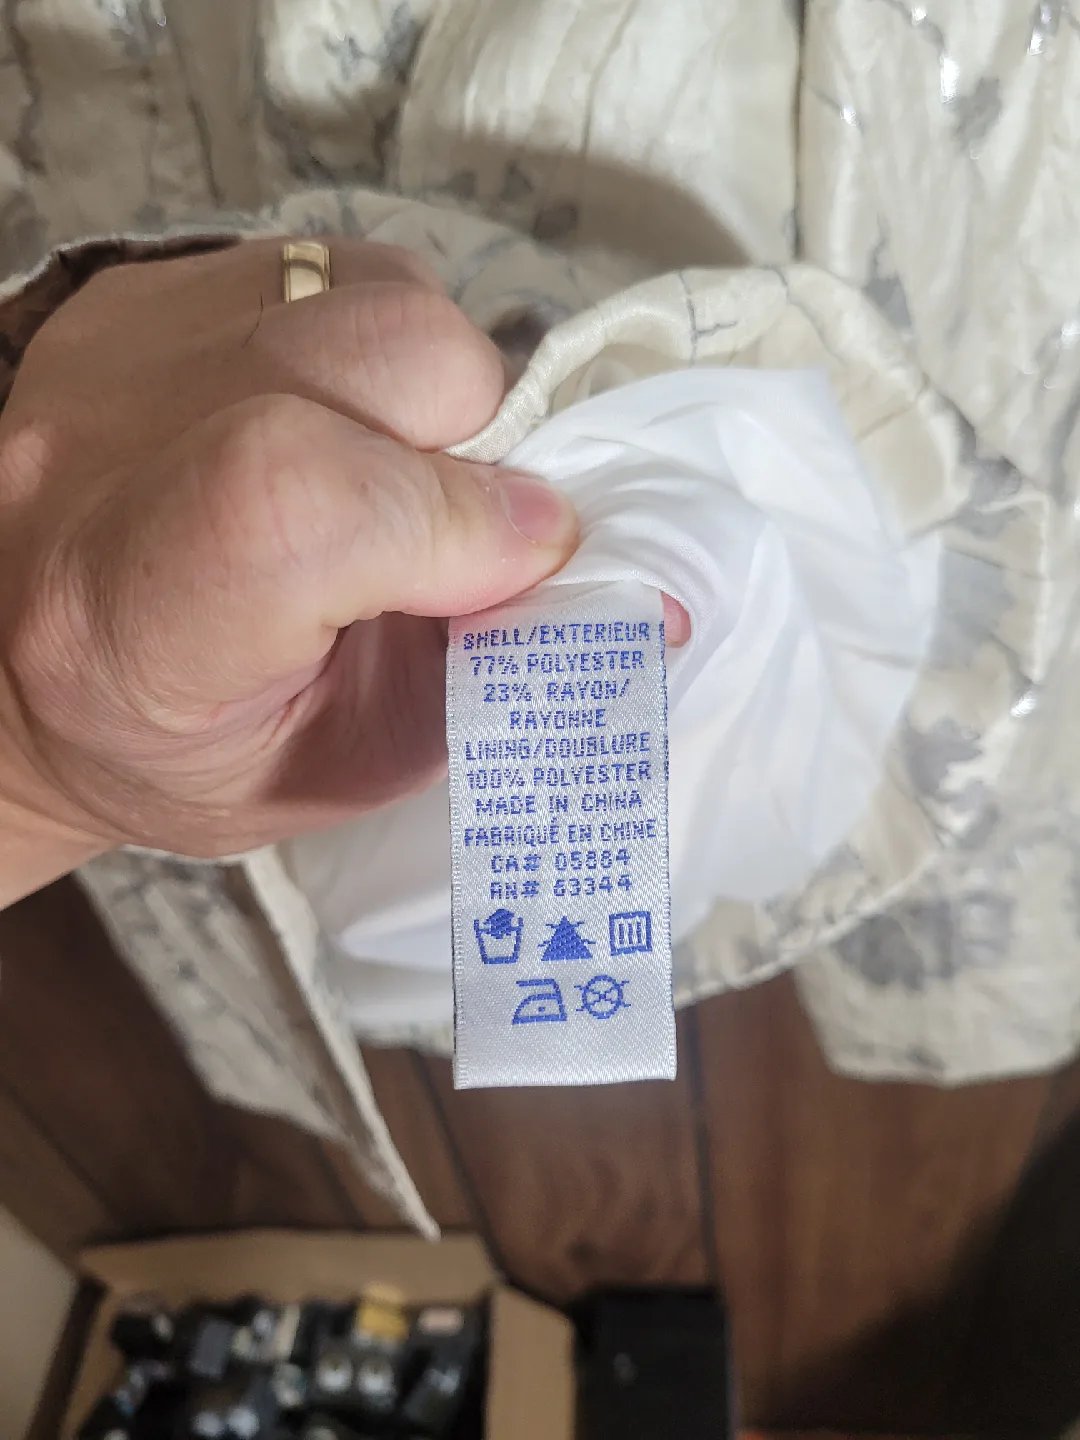 SHELL/EXTERIEUR
77% POLYESTER
23% RAYON/
RAYONNE
LINING/DOUBLURE
100% POLYESTER
MADE IN CHINA
FABRIQUÉ EN CHINE
CA# 05884
RN# 63344